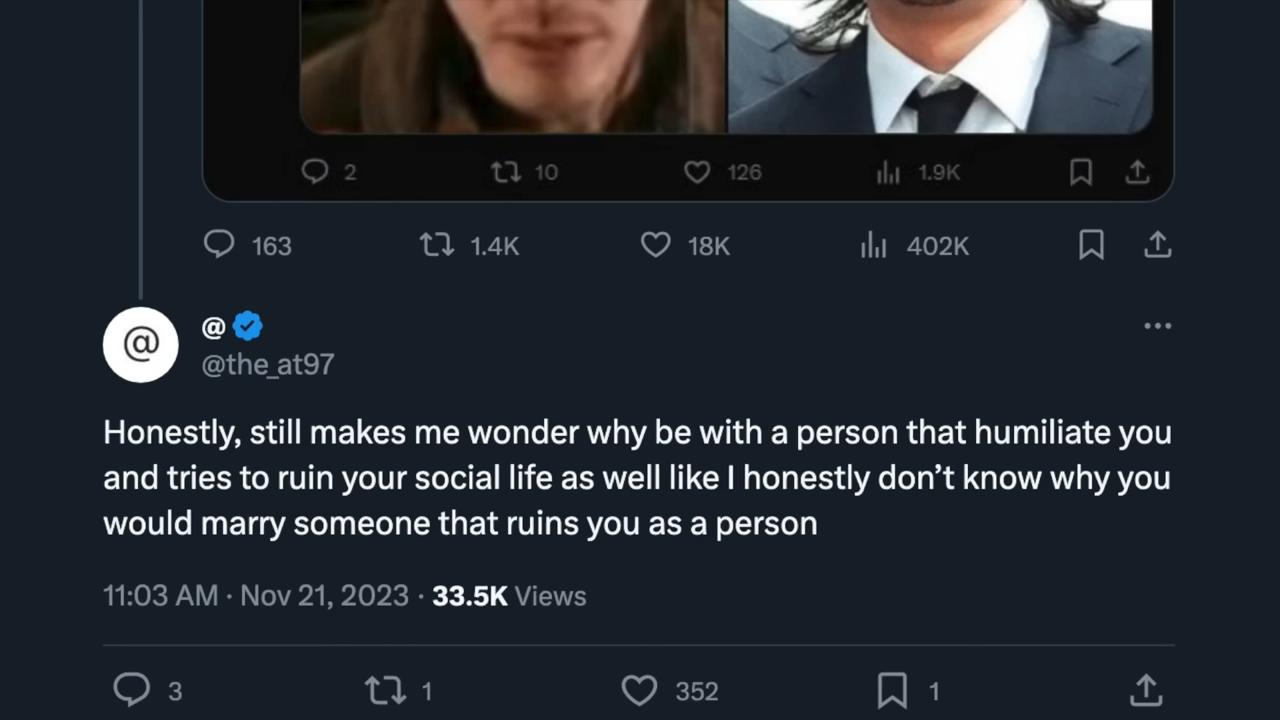 2 10 126 1.9K
163 1.4K 18K 402K
@
@
@the_at97
Honestly, still makes me wonder why be with a person that humiliate you
and tries to ruin your social life as well like I honestly don’t know why you
would marry someone that ruins you as a person
11:03 AM · Nov 21, 2023 · 33.5K Views
3 1 352 1